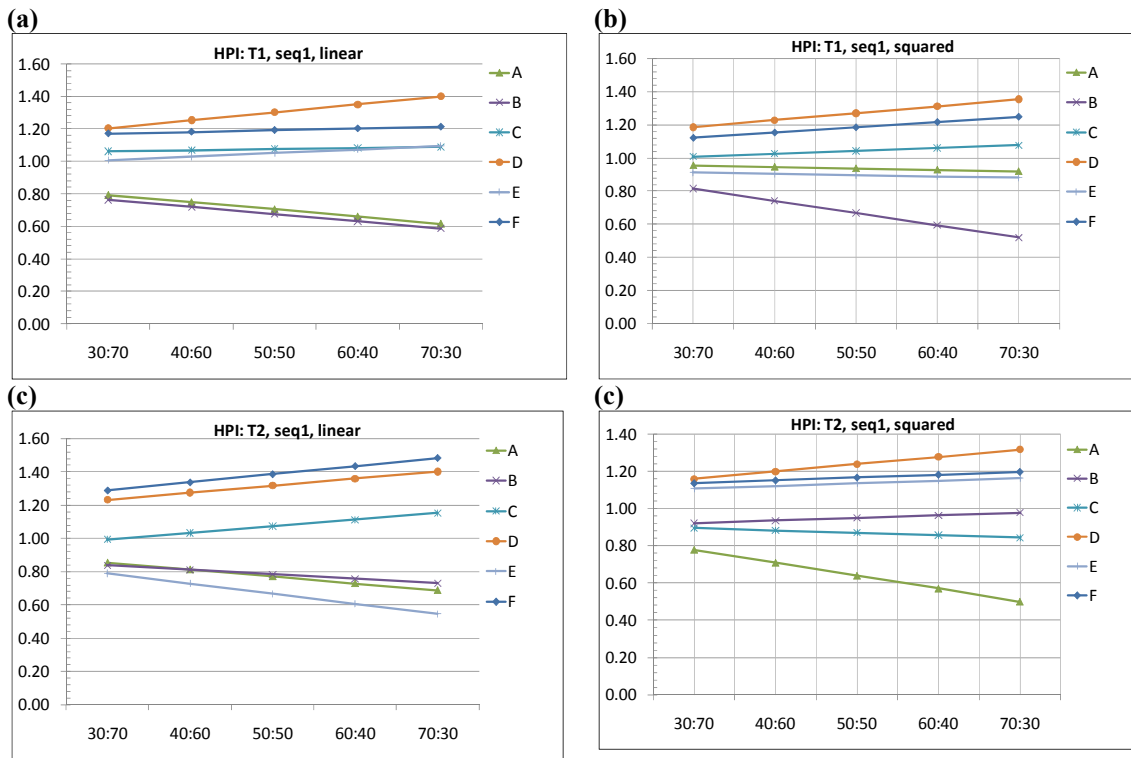 (a)
HPI: T1, seq1, linear
1.60
1.40
1.20
1.00
0.80
0.60
0.40
0.20
0.00
30:70 40:60 50:50 60:40 70:30
A
B
C
D
E
F
(b)
HPI: T1, seq1, squared
1.60
1.40
1.20
1.00
0.80
0.60
0.40
0.20
0.00
30:70 40:60 50:50 60:40 70:30
A
B
C
D
E
F
(c)
HPI: T2, seq1, linear
1.60
1.40
1.20
1.00
0.80
0.60
0.40
0.20
0.00
30:70 40:60 50:50 60:40 70:30
A
B
C
D
E
F
(c)
HPI: T2, seq1, squared
1.40
1.20
1.00
0.80
0.60
0.40
0.20
0.00
30:70 40:60 50:50 60:40 70:30
A
B
C
D
E
F